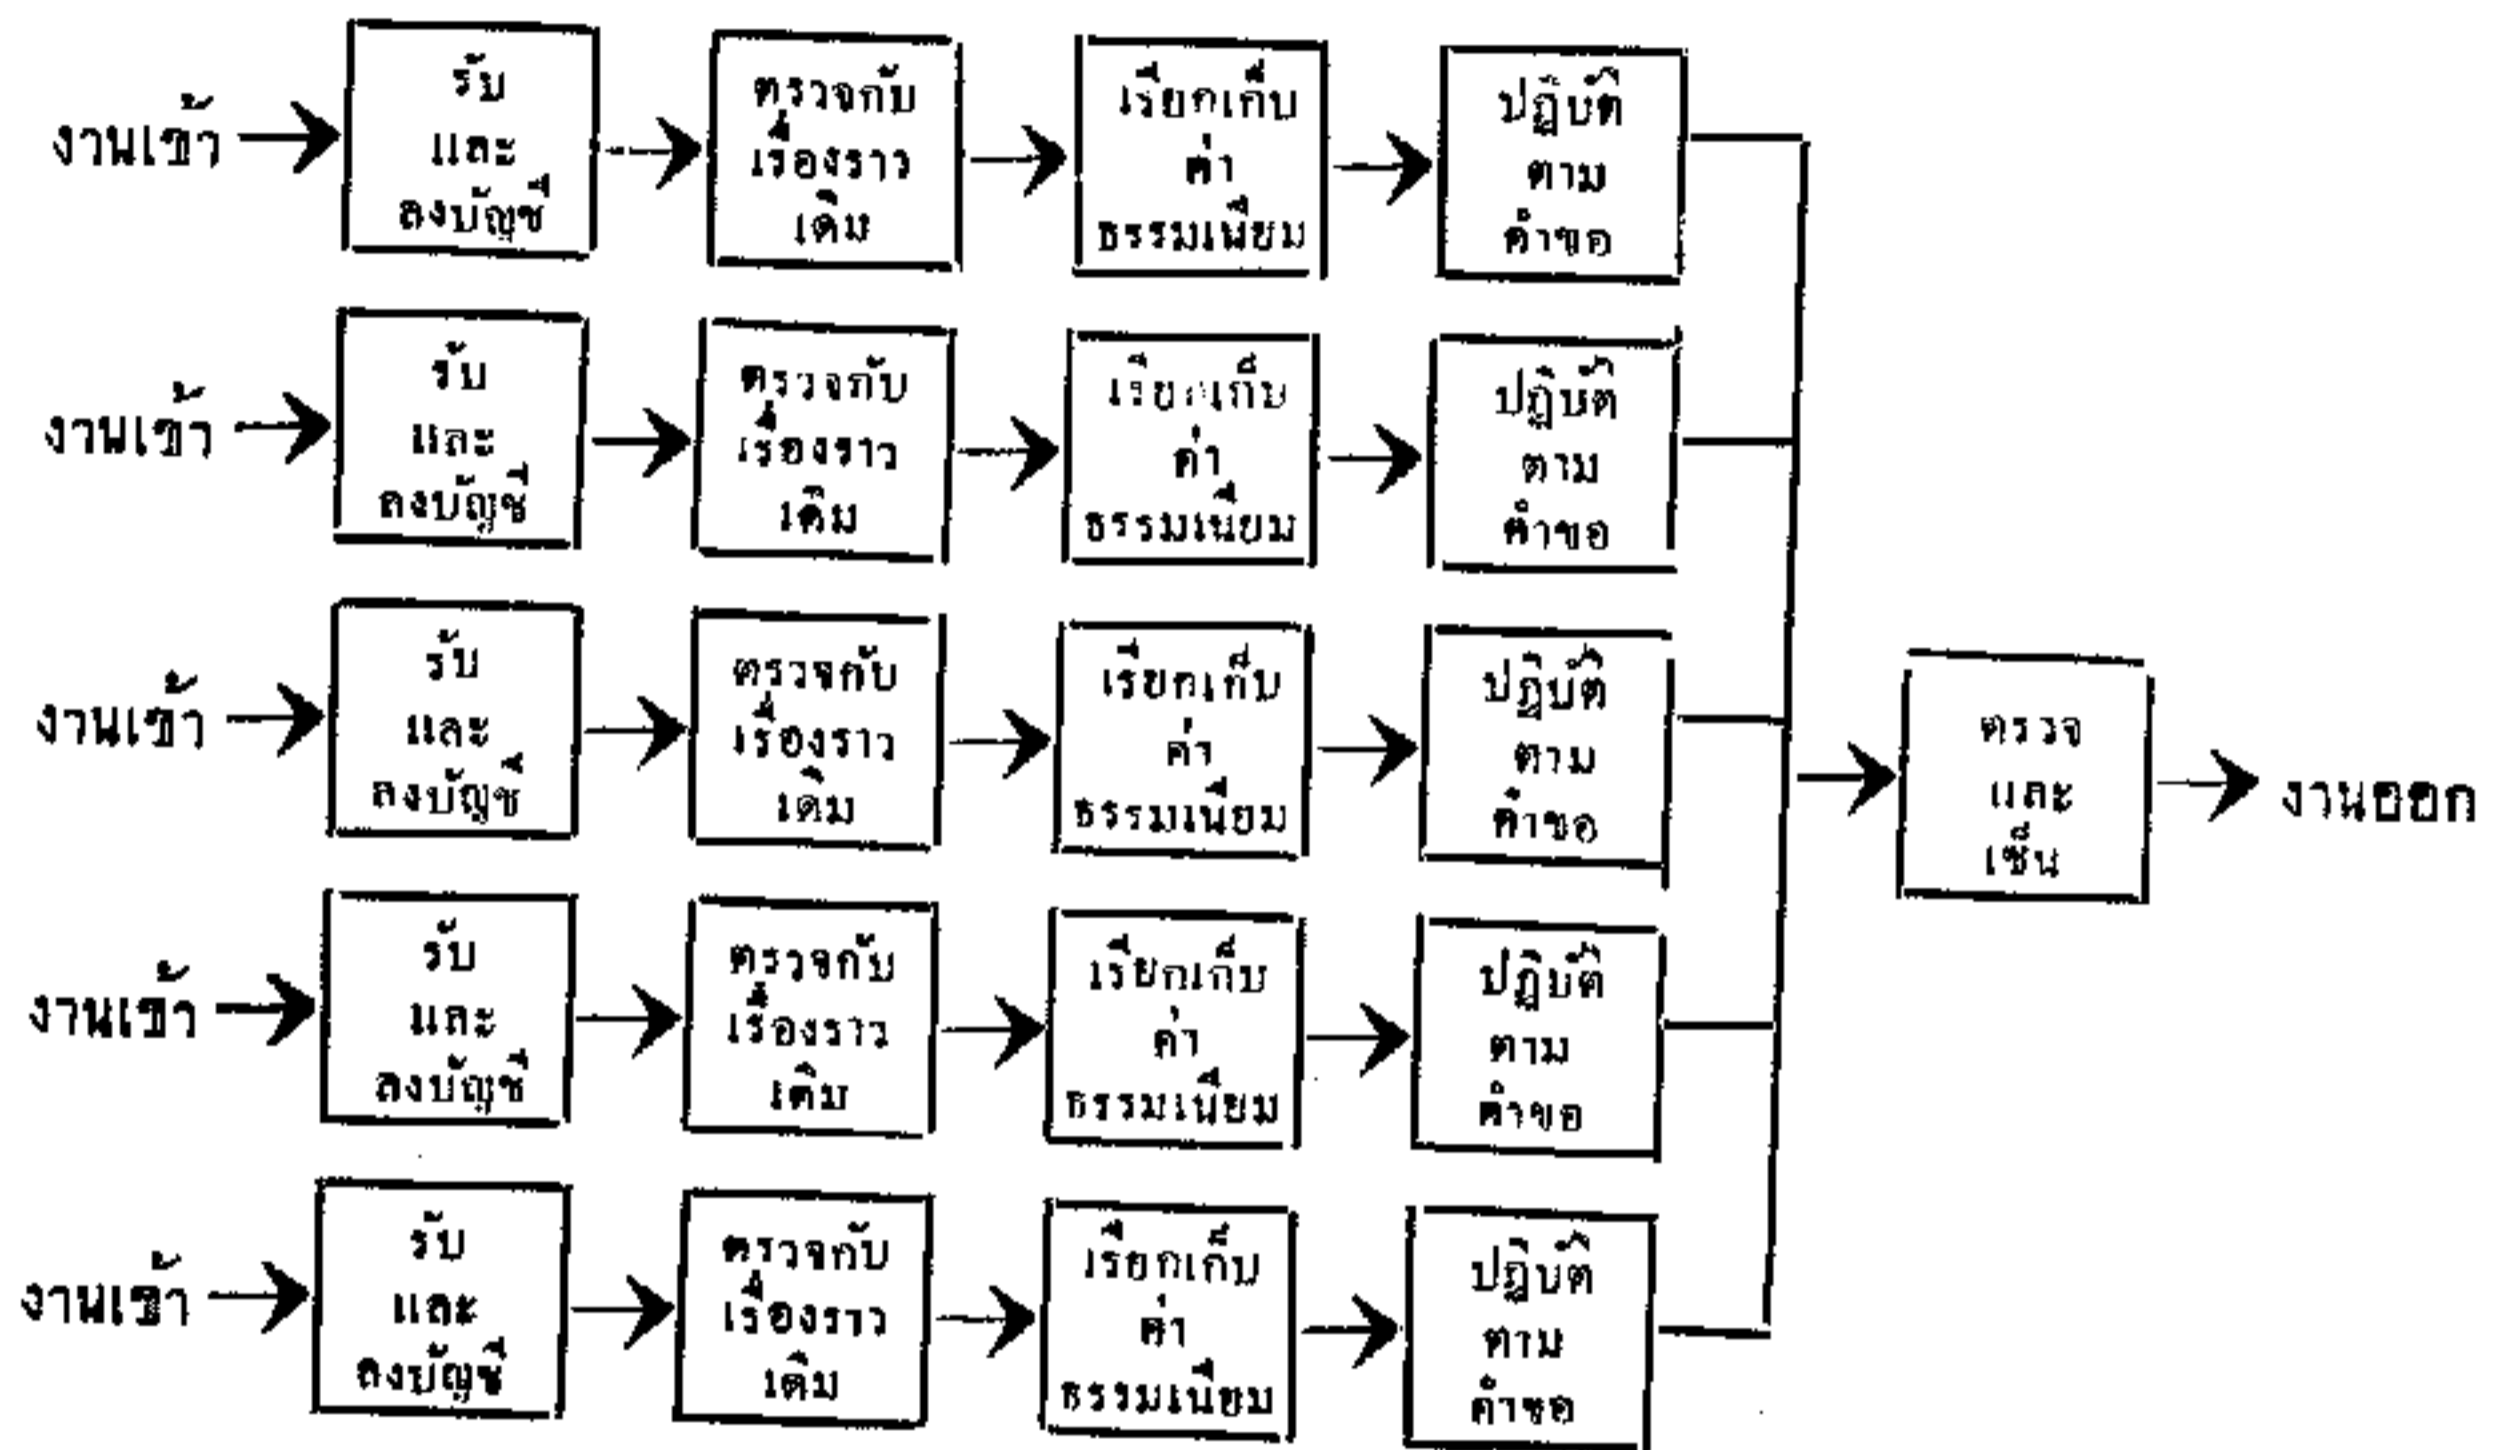 งานเข้า
รับ
และ
ลงบัญชี
ตรวจกับ
เรื่องราว
เดิม
เรียกเก็บ
ค่า
ธรรมเนียม
ปฏิบัติ
ตาม
คำขอ
งานเข้า
รับ
และ
ลงบัญชี
ตรวจกับ
เรื่องราว
เดิม
เรียกเก็บ
ค่า
ธรรมเนียม
ปฏิบัติ
ตาม
คำขอ
งานเข้า
รับ
และ
ลงบัญชี
ตรวจกับ
เรื่องราว
เดิม
เรียกเก็บ
ค่า
ธรรมเนียม
ปฏิบัติ
ตาม
คำขอ
ตรวจ
และ
เซ็น
งานออก
งานเข้า
รับ
และ
ลงบัญชี
ตรวจกับ
เรื่องราว
เดิม
เรียกเก็บ
ค่า
ธรรมเนียม
ปฏิบัติ
ตาม
คำขอ
งานเข้า
รับ
และ
ลงบัญชี
ตรวจกับ
เรื่องราว
เดิม
เรียกเก็บ
ค่า
ธรรมเนียม
ปฏิบัติ
ตาม
คำขอ